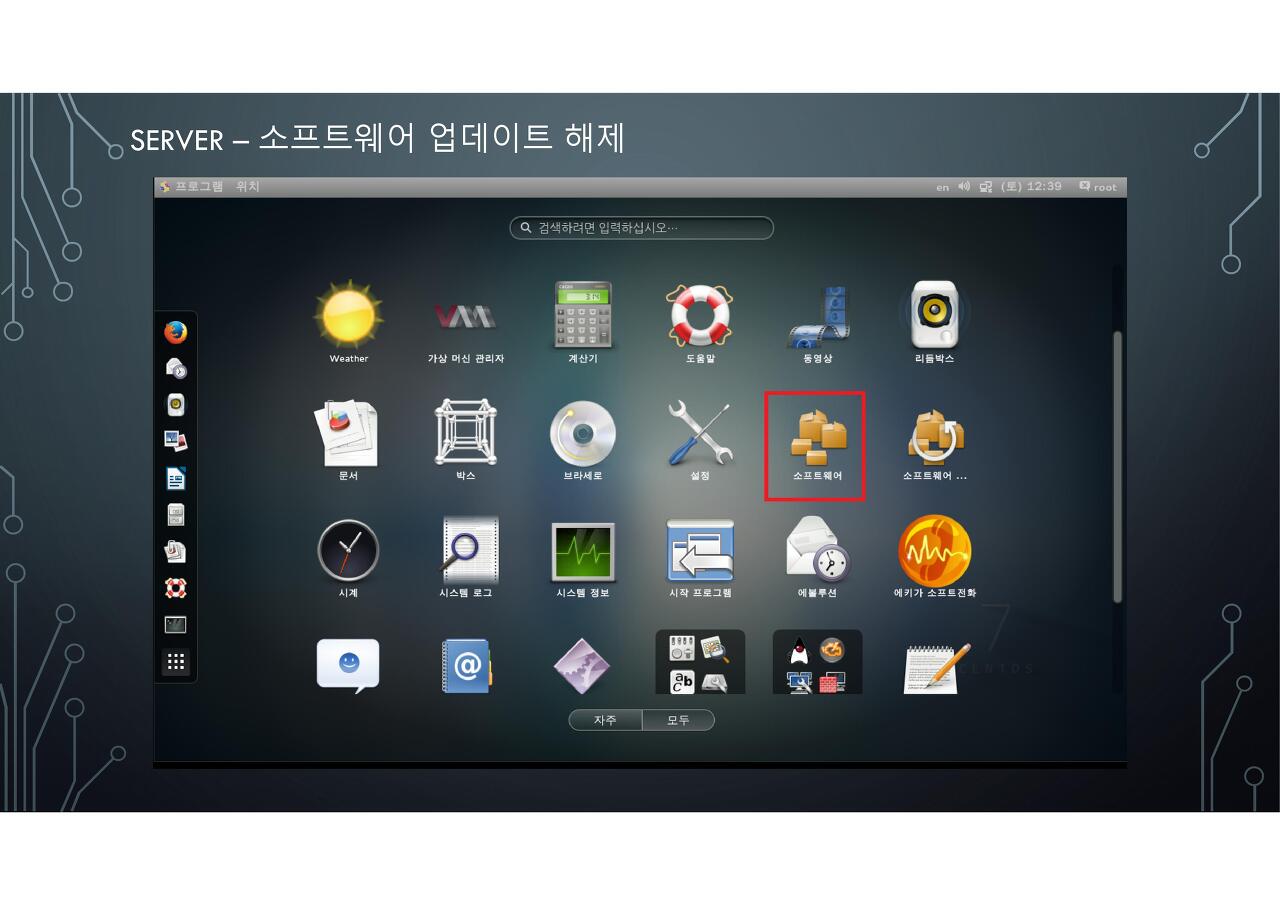 SERVER – 소프트웨어 업데이트 해제
프로그램 위치 en (토) 12:39 root
검색하려면 입력하십시오…
Weather 가상 머신 관리자 계산기 도움말 동영상 리듬박스
문서 박스 브라세로 설정 소프트웨어 소프트웨어 …
시계 시스템 로그 시스템 정보 시작 프로그램 에볼루션 에키가 소프트전화
7
CENTOS
자주 모두